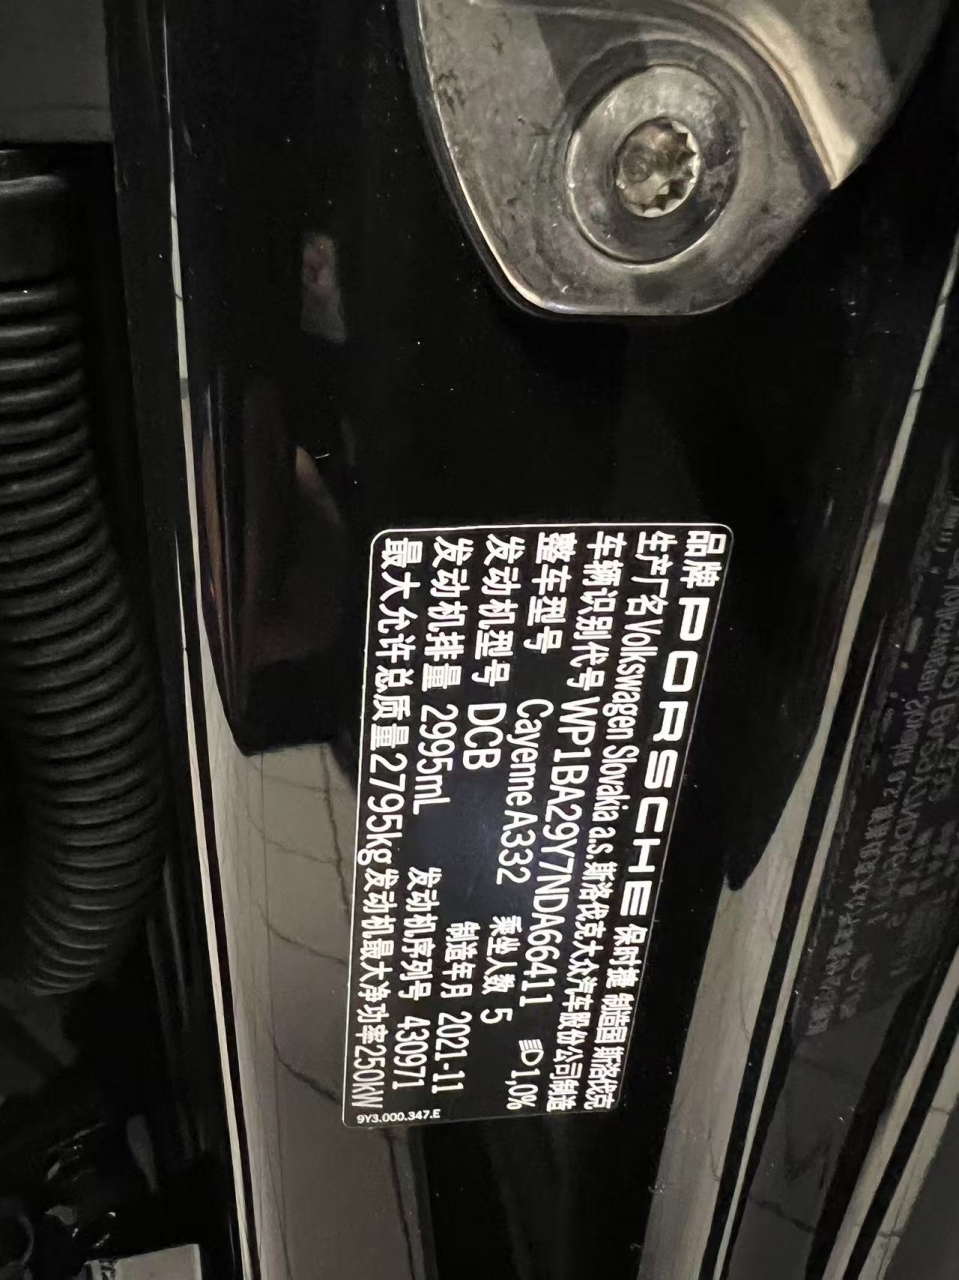 品牌 PORSCHE 保时捷 制造国 斯洛伐克
生产厂名 Volkswagen Slovakia a.s. 斯洛伐克大众汽车股份公司制造
车辆识别代号 WP1BA29Y7NDA66411 D1,0%
整车型号 Cayenne A332 乘坐人数 5
发动机型号 DCB 制造年月 2021-11
发动机排量 2995mL 发动机序列号 430971
最大允许总质量 2795kg 发动机最大净功率 250KW
9Y3.000.347.E